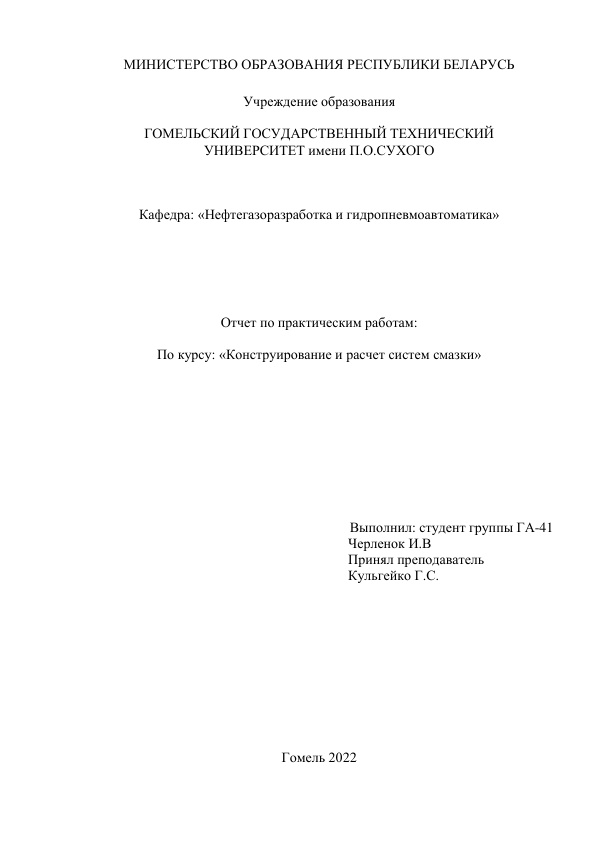 МИНИСТЕРСТВО ОБРАЗОВАНИЯ РЕСПУБЛИКИ БЕЛАРУСЬ
Учреждение образования
ГОМЕЛЬСКИЙ ГОСУДАРСТВЕННЫЙ ТЕХНИЧЕСКИЙ
УНИВЕРСИТЕТ имени П.О.СУХОГО
Кафедра: «Нефтегазоразработка и гидропневмоавтоматика»
Отчет по практическим работам:
По курсу: «Конструирование и расчет систем смазки»
Выполнил: студент группы ГА-41
Черленок И.В
Принял преподаватель
Кульгейко Г.С.
Гомель 2022